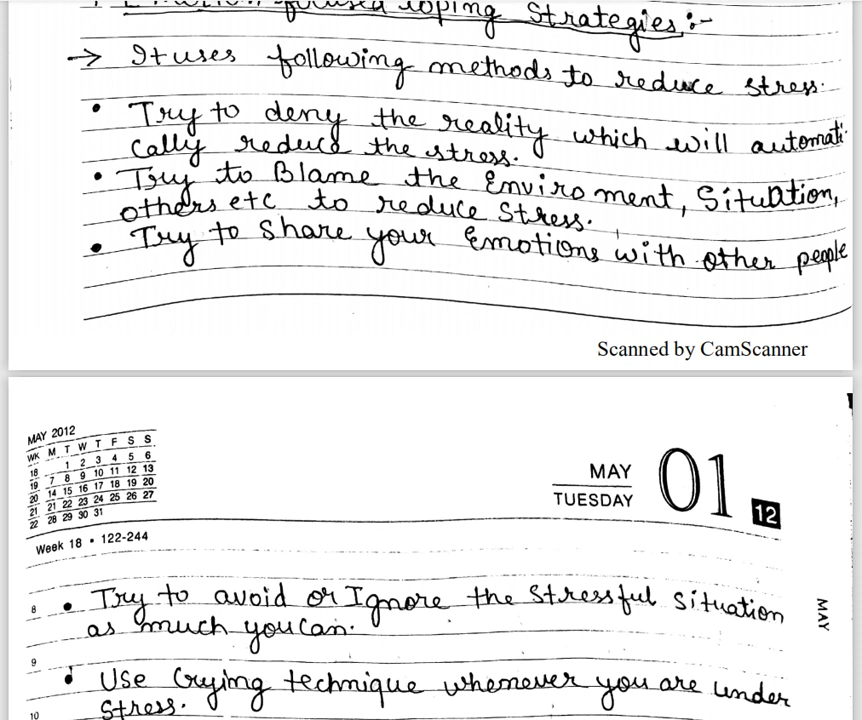 Emotion focused coping Strategies:-
→ It uses following methods to reduce stress.
• Try to deny the reality which will automati
cally reduce the stress.
• Try to Blame the Enviroment, Situation,
others etc to reduce Stress.
• Try to Share your Emotions with other people
Scanned by CamScanner
MAY 2012
WK M T W T F S S
18 1 2 3 4 5 6
19 7 8 9 10 11 12 13
20 14 15 16 17 18 19 20
21 21 22 23 24 25 26 27
22 28 29 30 31
Week 18 • 122-244
MAY
TUESDAY
01
12
MAY
8 • Try to avoid or Ignore the Stressful Situation
as much you can.
9
• Use Crying technique whenever you are under
10 Stress.